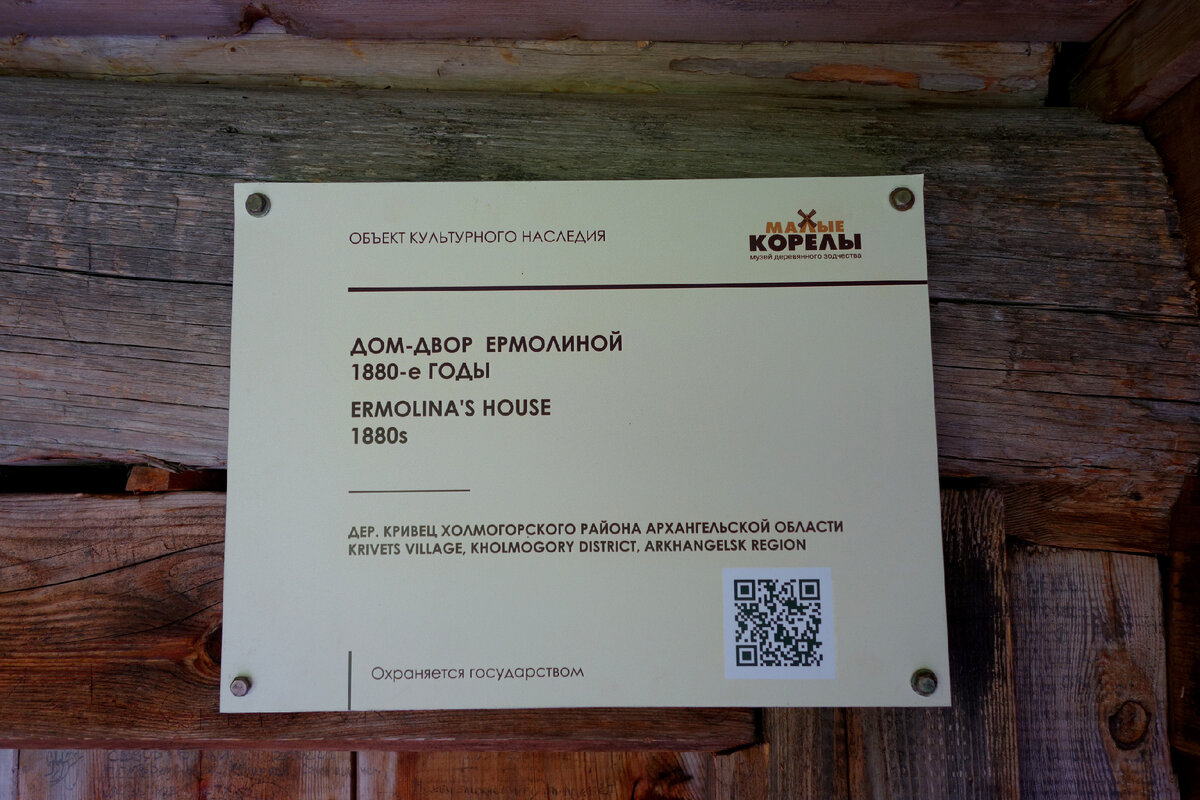 ОБЪЕКТ КУЛЬТУРНОГО НАСЛЕДИЯ
МАЛЫЕ
КОРЕЛЫ
музей деревянного зодчества
ДОМ-ДВОР ЕРМОЛИНОЙ
1880-е ГОДЫ
ERMOLINA'S HOUSE
1880s
ДЕР. КРИВЕЦ ХОЛМОГОРСКОГО РАЙОНА АРХАНГЕЛЬСКОЙ ОБЛАСТИ
KRIVETS VILLAGE, KHOLMOGORY DISTRICT, ARKHANGELSK REGION
Охраняется государством